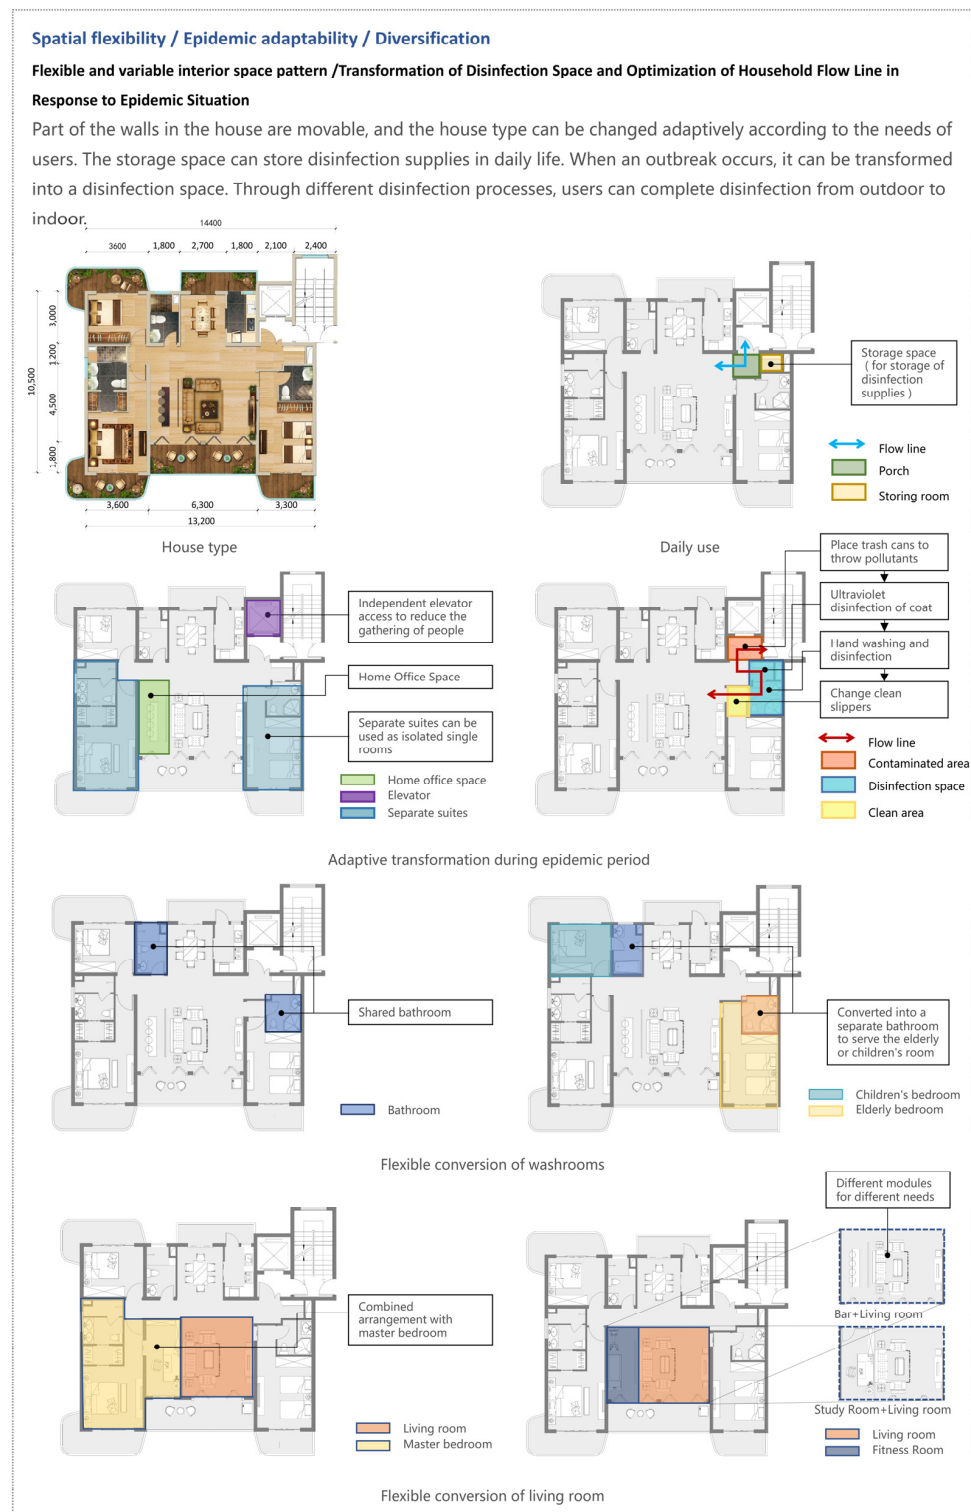 Spatial flexibility / Epidemic adaptability / Diversification
Flexible and variable interior space pattern /Transformation of Disinfection Space and Optimization of Household Flow Line in
Response to Epidemic Situation
Part of the walls in the house are movable, and the house type can be changed adaptively according to the needs of
users. The storage space can store disinfection supplies in daily life. When an outbreak occurs, it can be transformed
into a disinfection space. Through different disinfection processes, users can complete disinfection from outdoor to
indoor.
14400
3600 1,800 2,700 1,800 2,100 2,400
3,000
1,200
4,500
1,800
10,500
3,600 6,300 3,300
13,200
House type
Storage space
( for storage of
disinfection
supplies )
Flow line
Porch
Storing room
Daily use
Independent elevator
access to reduce the
gathering of people
Home Office Space
Separate suites can be
used as isolated single
rooms
Home office space
Elevator
Separate suites
Place trash cans to
throw pollutants
Ultraviolet
disinfection of coat
Hand washing and
disinfection
Change clean
slippers
Flow line
Contaminated area
Disinfection space
Clean area
Adaptive transformation during epidemic period
Shared bathroom
Bathroom
Converted into a
separate bathroom
to serve the elderly
or children's room
Children's bedroom
Elderly bedroom
Flexible conversion of washrooms
Combined
arrangement with
master bedroom
Living room
Master bedroom
Different modules
for different needs
Bar+Living room
Study Room+Living room
Living room
Fitness Room
Flexible conversion of living room